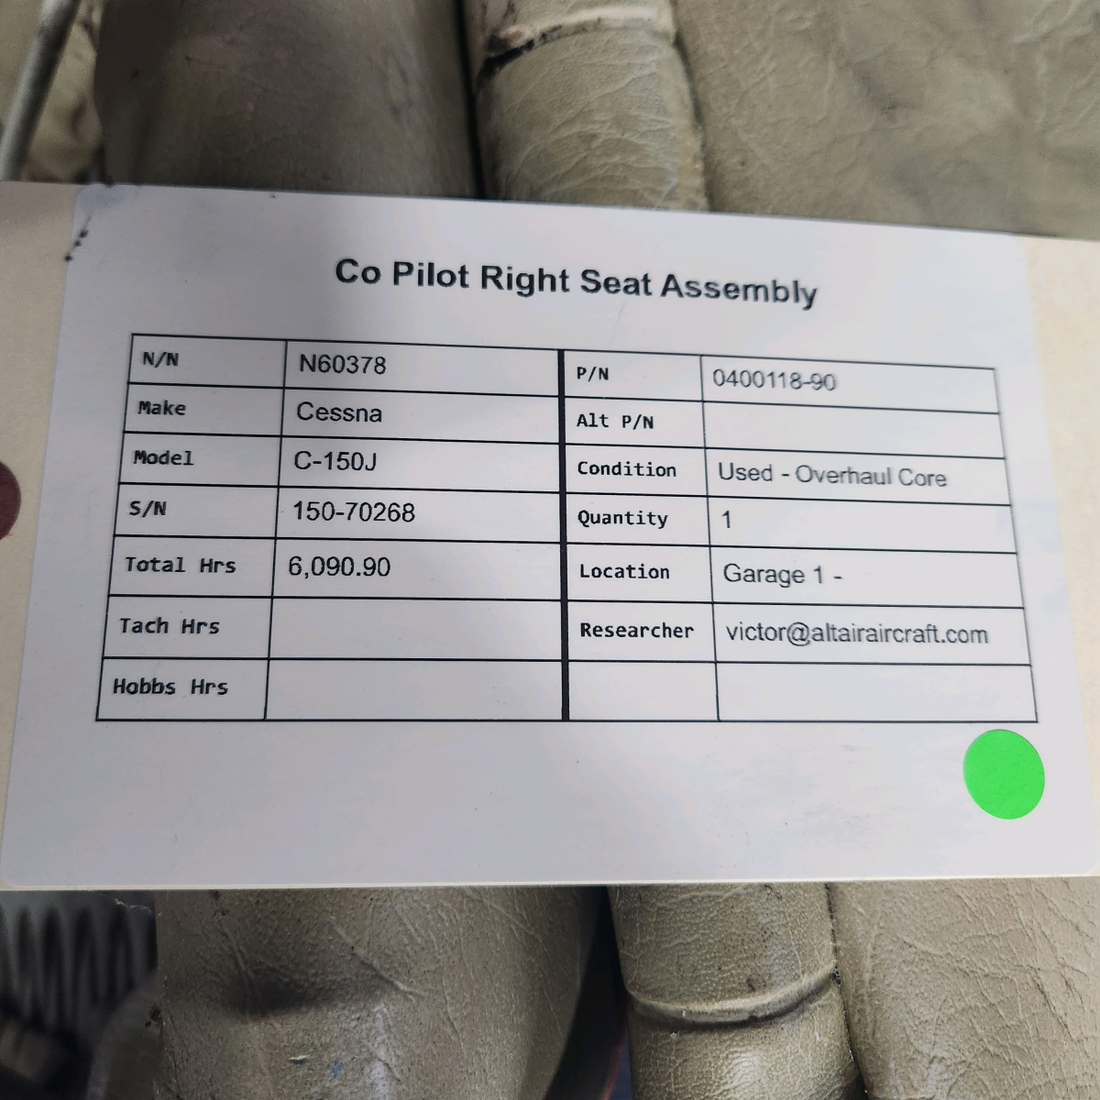 Co Pilot Right Seat Assembly
N/N N60378 P/N 0400118-90
Make Cessna Alt P/N
Model C-150J Condition Used - Overhaul Core
S/N 150-70268 Quantity 1
Total Hrs 6,090.90 Location Garage 1 -
Tach Hrs Researcher victor@altairaircraft.com
Hobbs Hrs